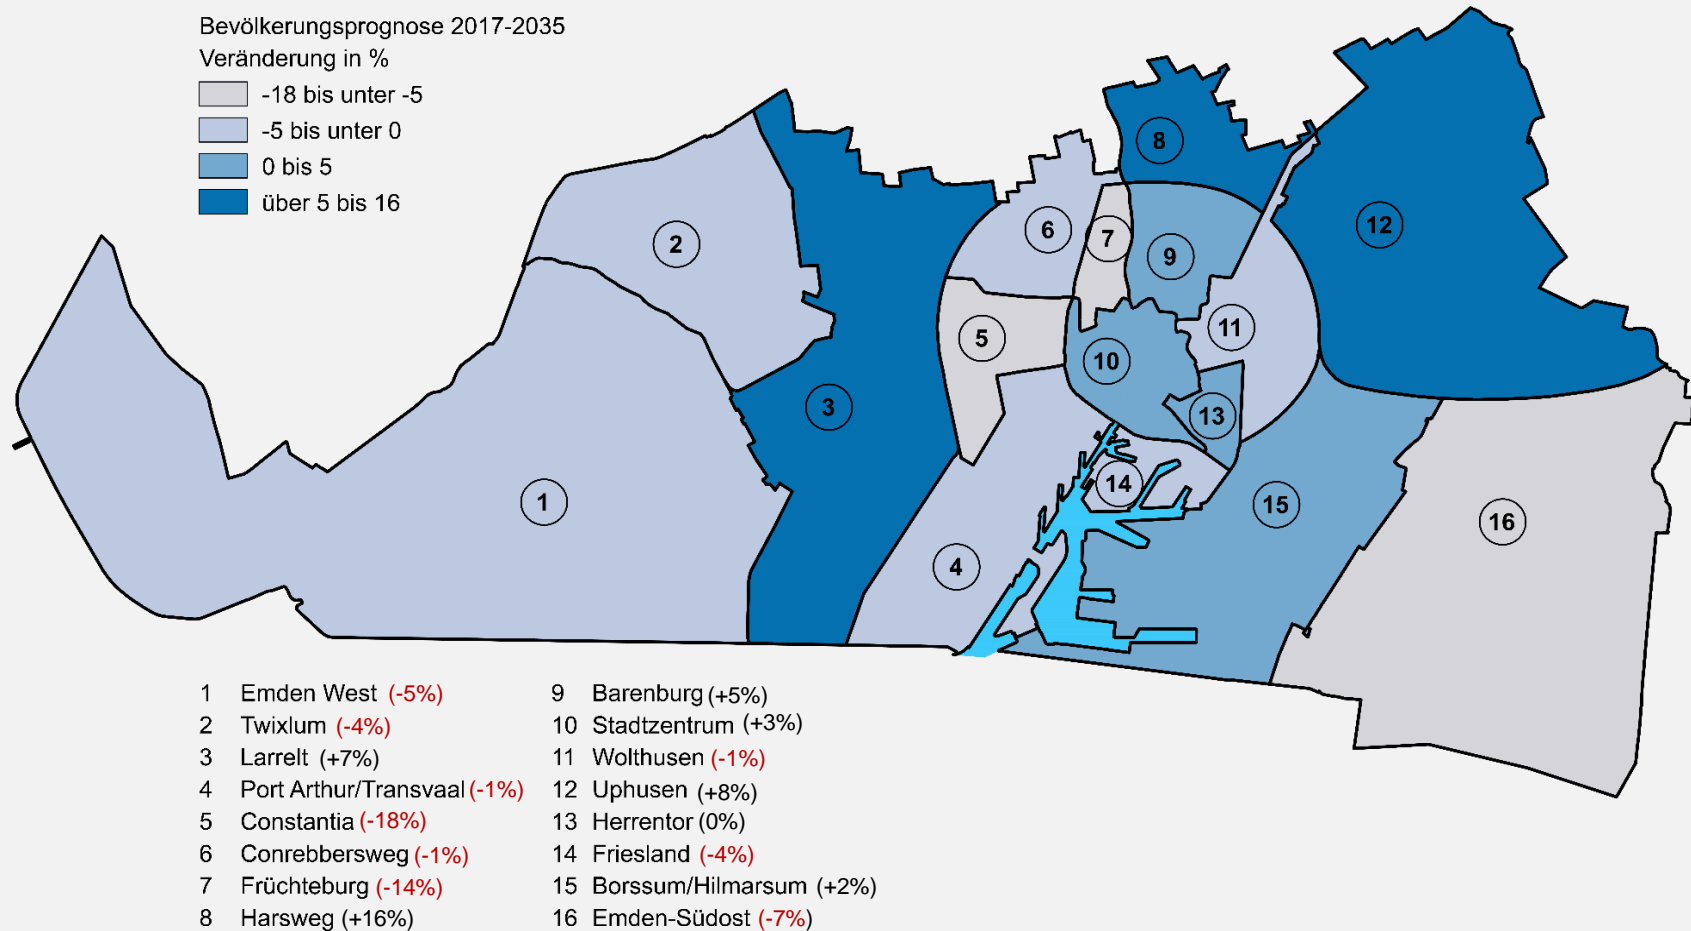 Bevölkerungsprognose 2017-2035
Veränderung in %
-18 bis unter -5
-5 bis unter 0
0 bis 5
über 5 bis 16
8
12
2
6
7
9
11
5
10
3
13
14
1
15
16
4
1 Emden West (-5%)
2 Twixlum (-4%)
3 Larrelt (+7%)
4 Port Arthur/Transvaal (-1%)
5 Constantia (-18%)
6 Conrebbersweg (-1%)
7 Früchteburg (-14%)
8 Harsweg (+16%)
9 Barenburg (+5%)
10 Stadtzentrum (+3%)
11 Wolthusen (-1%)
12 Uphusen (+8%)
13 Herrentor (0%)
14 Friesland (-4%)
15 Borssum/Hilmarsum (+2%)
16 Emden-Südost (-7%)